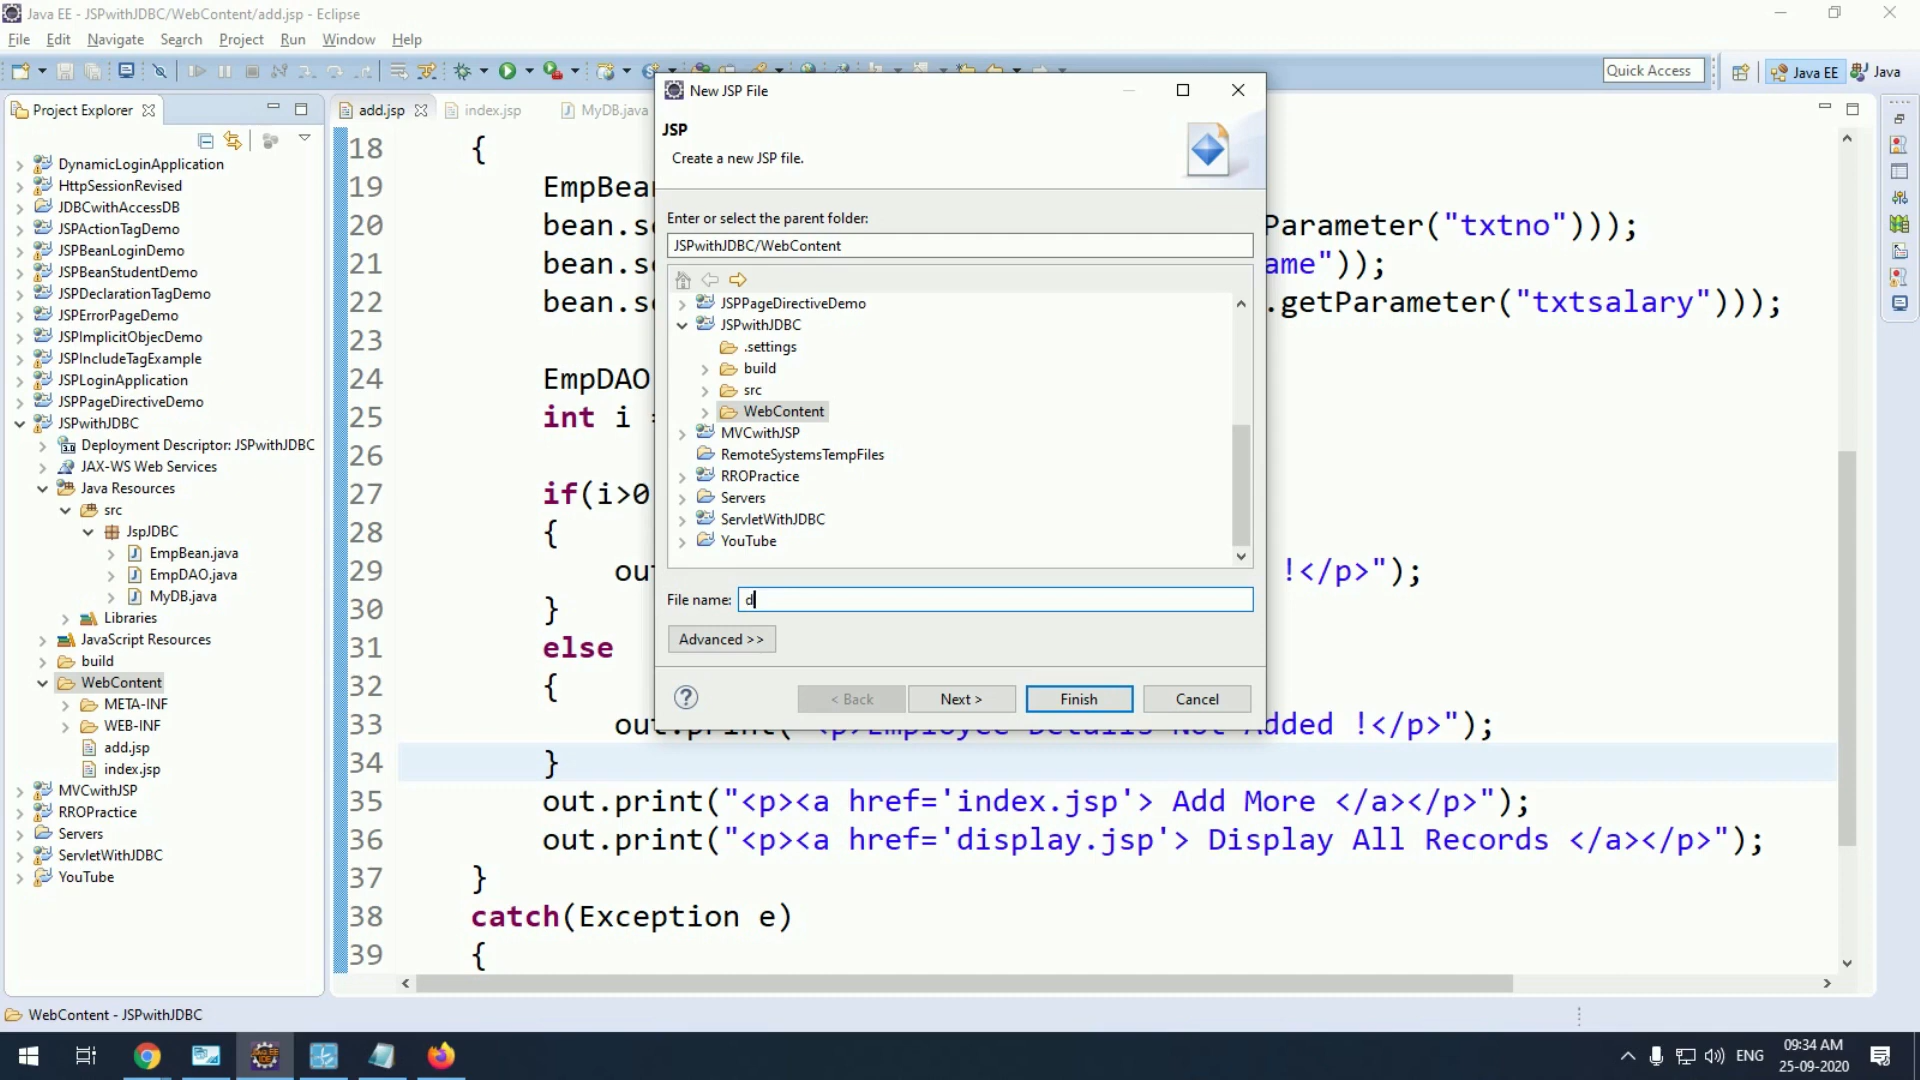 Java EE - JSPwithJDBC/WebContent/add.jsp - Eclipse
File Edit Navigate Search Project Run Window Help
Quick Access
Java EE
Java
Project Explorer
add.jsp
index.jsp
MyDB.java
DynamicLoginApplication
HttpSessionRevised
JDBCwithAccessDB
JSPActionTagDemo
JSPBeanLoginDemo
JSPBeanStudentDemo
JSPDeclarationTagDemo
JSPErrorPageDemo
JSPImplicitObjecDemo
JSPIncludeTagExample
JSPLoginApplication
JSPPageDirectiveDemo
JSPwithJDBC
Deployment Descriptor: JSPwithJDBC
JAX-WS Web Services
Java Resources
src
JspJDBC
EmpBean.java
EmpDAO.java
MyDB.java
Libraries
JavaScript Resources
build
WebContent
META-INF
WEB-INF
add.jsp
index.jsp
MVCwithJSP
RROPractice
Servers
ServletWithJDBC
YouTube
18 {
19 EmpBea
20 bean.s Parameter("txtno")));
21 bean.s ame"));
22 bean.s .getParameter("txtsalary")));
23
24 EmpDAO
25 int i
26
27 if(i>0
28 {
29 ou !</p>");
30 }
31 else
32 {
33 out.print("<p>Employee Details Not Added !</p>");
34 }
35 out.print("<p><a href='index.jsp'> Add More </a></p>");
36 out.print("<p><a href='display.jsp'> Display All Records </a></p>");
37 }
38 catch(Exception e)
39 {
New JSP File
JSP
Create a new JSP file.
Enter or select the parent folder:
JSPwithJDBC/WebContent
JSPPageDirectiveDemo
JSPwithJDBC
.settings
build
src
WebContent
MVCwithJSP
RemoteSystemsTempFiles
RROPractice
Servers
ServletWithJDBC
YouTube
File name: d
Advanced >>
? < Back Next > Finish Cancel
WebContent - JSPwithJDBC
ENG
09:34 AM
25-09-2020